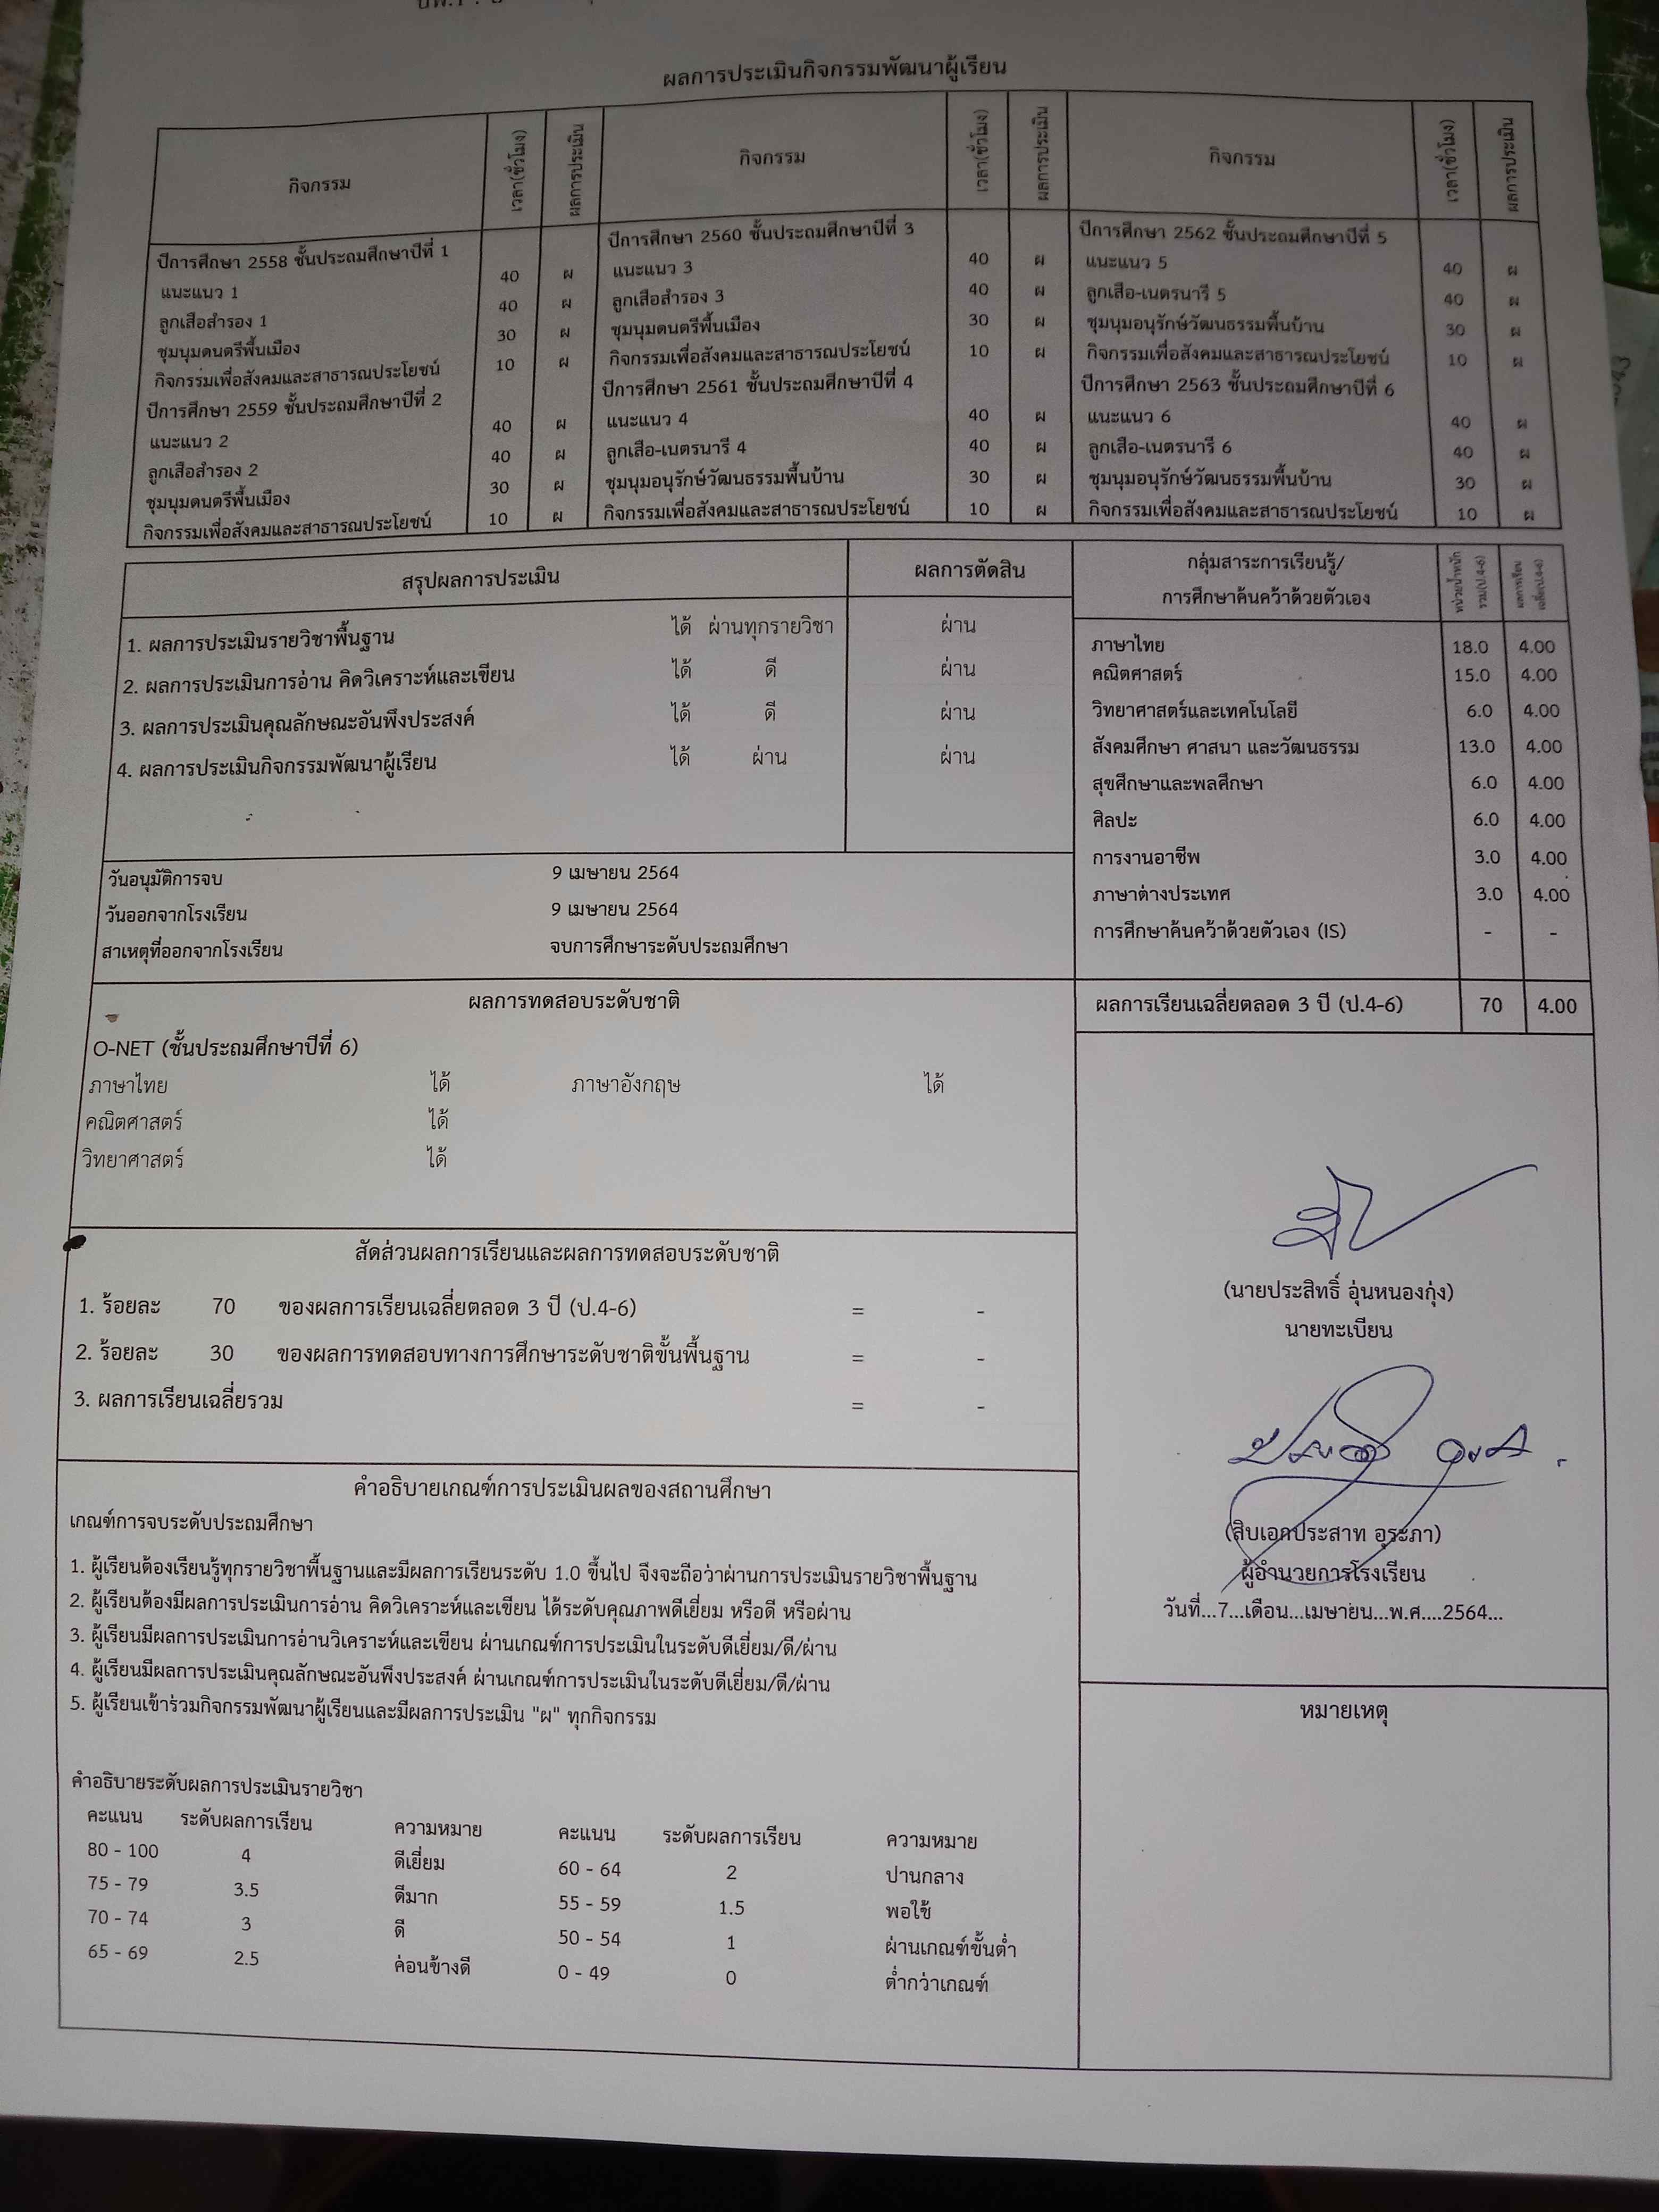 ผลการประเมินกิจกรรมพัฒนาผู้เรียน
กิจกรรม เวลา(ชั่วโมง) ผลการประเมิน กิจกรรม เวลา(ชั่วโมง) ผลการประเมิน กิจกรรม เวลา(ชั่วโมง) ผลการประเมิน
ปีการศึกษา 2558 ชั้นประถมศึกษาปีที่ 1
แนะแนว 1 40 ผ
ลูกเสือสำรอง 1 40 ผ
ชุมนุมดนตรีพื้นเมือง 30 ผ
กิจกรรมเพื่อสังคมและสาธารณประโยชน์ 10 ผ
ปีการศึกษา 2559 ชั้นประถมศึกษาปีที่ 2
แนะแนว 2 40 ผ
ลูกเสือสำรอง 2 40 ผ
ชุมนุมดนตรีพื้นเมือง 30 ผ
กิจกรรมเพื่อสังคมและสาธารณประโยชน์ 10 ผ
ปีการศึกษา 2560 ชั้นประถมศึกษาปีที่ 3
แนะแนว 3 40 ผ
ลูกเสือสำรอง 3 40 ผ
ชุมนุมดนตรีพื้นเมือง 30 ผ
กิจกรรมเพื่อสังคมและสาธารณประโยชน์ 10 ผ
ปีการศึกษา 2561 ชั้นประถมศึกษาปีที่ 4
แนะแนว 4 40 ผ
ลูกเสือ-เนตรนารี 4 40 ผ
ชุมนุมอนุรักษ์วัฒนธรรมพื้นบ้าน 30 ผ
กิจกรรมเพื่อสังคมและสาธารณประโยชน์ 10 ผ
ปีการศึกษา 2562 ชั้นประถมศึกษาปีที่ 5
แนะแนว 5 40 ผ
ลูกเสือ-เนตรนารี 5 40 ผ
ชุมนุมอนุรักษ์วัฒนธรรมพื้นบ้าน 30 ผ
กิจกรรมเพื่อสังคมและสาธารณประโยชน์ 10 ผ
ปีการศึกษา 2563 ชั้นประถมศึกษาปีที่ 6
แนะแนว 6 40 ผ
ลูกเสือ-เนตรนารี 6 40 ผ
ชุมนุมอนุรักษ์วัฒนธรรมพื้นบ้าน 30 ผ
กิจกรรมเพื่อสังคมและสาธารณประโยชน์ 10 ผ
สรุปผลการประเมิน ผลการตัดสิน
1. ผลการประเมินรายวิชาพื้นฐาน ได้ ผ่านทุกรายวิชา ผ่าน
2. ผลการประเมินการอ่าน คิดวิเคราะห์และเขียน ได้ ดี ผ่าน
3. ผลการประเมินคุณลักษณะอันพึงประสงค์ ได้ ดี ผ่าน
4. ผลการประเมินกิจกรรมพัฒนาผู้เรียน ได้ ผ่าน ผ่าน
วันอนุมัติการจบ 9 เมษายน 2564
วันออกจากโรงเรียน 9 เมษายน 2564
สาเหตุที่ออกจากโรงเรียน จบการศึกษาระดับประถมศึกษา
กลุ่มสาระการเรียนรู้/
การศึกษาค้นคว้าด้วยตัวเอง
หน่วยน้ำหนัก
รวม(ป.4-6)
ผลการเรียน
เฉลี่ย(ป.4-6)
ภาษาไทย 18.0 4.00
คณิตศาสตร์ 15.0 4.00
วิทยาศาสตร์และเทคโนโลยี 6.0 4.00
สังคมศึกษา ศาสนา และวัฒนธรรม 13.0 4.00
สุขศึกษาและพลศึกษา 6.0 4.00
ศิลปะ 6.0 4.00
การงานอาชีพ 3.0 4.00
ภาษาต่างประเทศ 3.0 4.00
การศึกษาค้นคว้าด้วยตัวเอง (IS) - -
ผลการเรียนเฉลี่ยตลอด 3 ปี (ป.4-6) 70 4.00
ผลการทดสอบระดับชาติ
O-NET (ชั้นประถมศึกษาปีที่ 6)
ภาษาไทย ได้ ภาษาอังกฤษ ได้
คณิตศาสตร์ ได้
วิทยาศาสตร์ ได้
สัดส่วนผลการเรียนและผลการทดสอบระดับชาติ
1. ร้อยละ 70 ของผลการเรียนเฉลี่ยตลอด 3 ปี (ป.4-6) = -
2. ร้อยละ 30 ของผลการทดสอบทางการศึกษาระดับชาติขั้นพื้นฐาน = -
3. ผลการเรียนเฉลี่ยรวม = -
(นายประสิทธิ์ อุ่นหนองกุ่ง)
นายทะเบียน
(สิบเอกประสาท อุระภา)
ผู้อำนวยการโรงเรียน
วันที่...7...เดือน...เมษายน...พ.ศ....2564...
หมายเหตุ
คำอธิบายเกณฑ์การประเมินผลของสถานศึกษา
เกณฑ์การจบระดับประถมศึกษา
1. ผู้เรียนต้องเรียนรู้ทุกรายวิชาพื้นฐานและมีผลการเรียนระดับ 1.0 ขึ้นไป จึงจะถือว่าผ่านการประเมินรายวิชาพื้นฐาน
2. ผู้เรียนต้องมีผลการประเมินการอ่าน คิดวิเคราะห์และเขียน ได้ระดับคุณภาพดีเยี่ยม หรือดี หรือผ่าน
3. ผู้เรียนมีผลการประเมินการอ่านวิเคราะห์และเขียน ผ่านเกณฑ์การประเมินในระดับดีเยี่ยม/ดี/ผ่าน
4. ผู้เรียนมีผลการประเมินคุณลักษณะอันพึงประสงค์ ผ่านเกณฑ์การประเมินในระดับดีเยี่ยม/ดี/ผ่าน
5. ผู้เรียนเข้าร่วมกิจกรรมพัฒนาผู้เรียนและมีผลการประเมิน "ผ" ทุกกิจกรรม
คำอธิบายระดับผลการประเมินรายวิชา
คะแนน ระดับผลการเรียน ความหมาย คะแนน ระดับผลการเรียน ความหมาย
80 - 100 4 ดีเยี่ยม 60 - 64 2 ปานกลาง
75 - 79 3.5 ดีมาก 55 - 59 1.5 พอใช้
70 - 74 3 ดี 50 - 54 1 ผ่านเกณฑ์ขั้นต่ำ
65 - 69 2.5 ค่อนข้างดี 0 - 49 0 ต่ำกว่าเกณฑ์